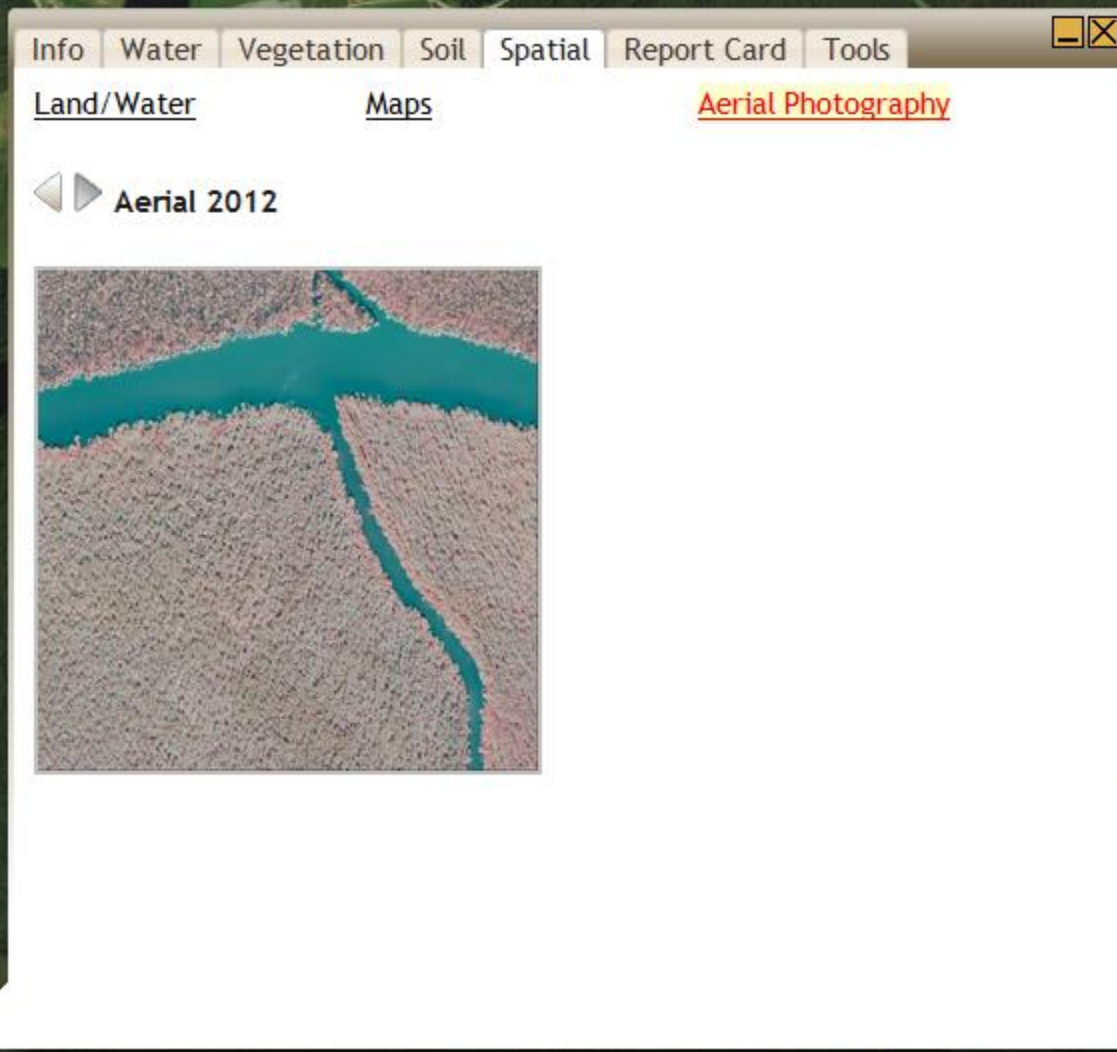 Info Water Vegetation Soil Spatial Report Card Tools
Land/Water Maps Aerial Photography
Aerial 2012